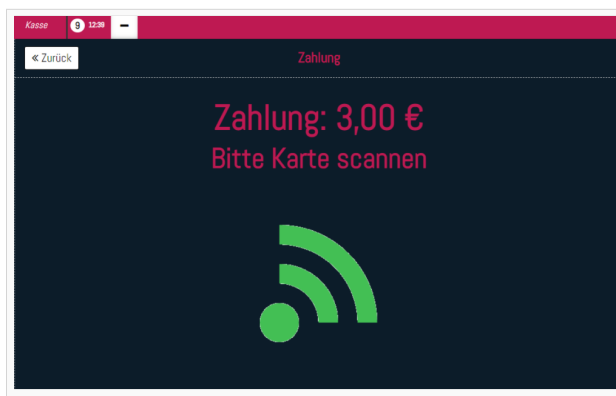 Kasse 9 12:39
« Zurück
Zahlung
Zahlung: 3,00 €
Bitte Karte scannen